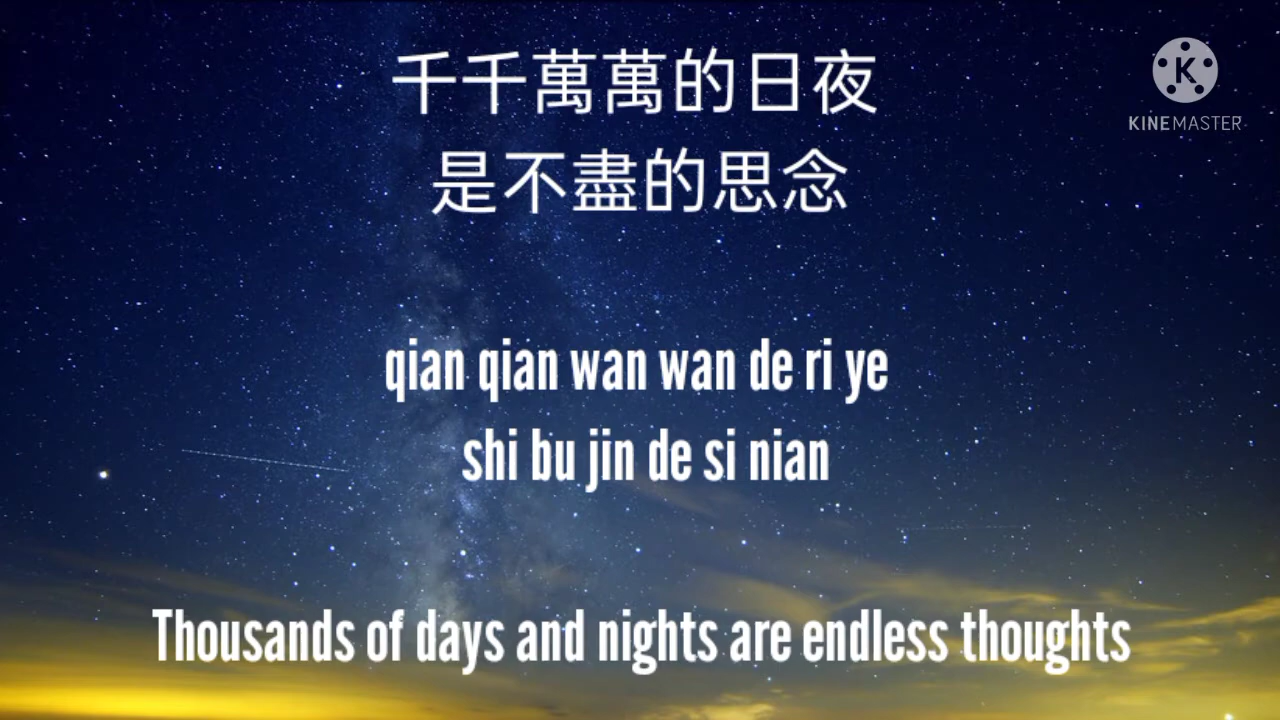 千千萬萬的日夜
是不盡的思念
K
KINEMASTER
qian qian wan wan de ri ye
shi bu jin de si nian
Thousands of days and nights are endless thoughts